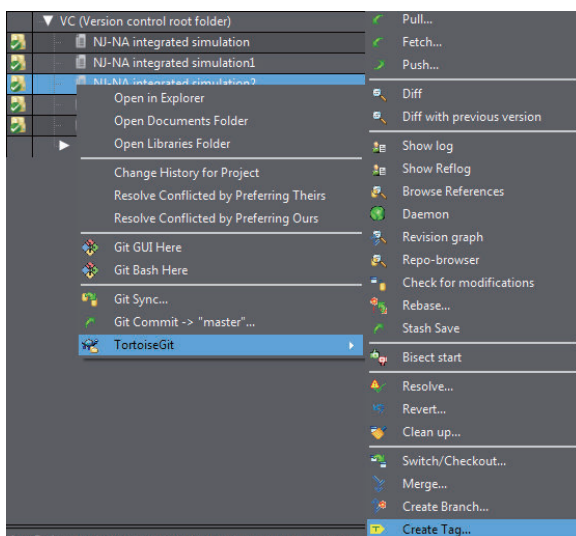 VC (Version control root folder)
NJ-NA integrated simulation
NJ-NA integrated simulation1
NJ-NA integrated simulation2
Open in Explorer
Open Documents Folder
Open Libraries Folder
Change History for Project
Resolve Conflicted by Preferring Theirs
Resolve Conflicted by Preferring Ours
Git GUI Here
Git Bash Here
Git Sync...
Git Commit -> "master"...
TortoiseGit
Pull...
Fetch...
Push...
Diff
Diff with previous version
Show log
Show Reflog
Browse References
Daemon
Revision graph
Repo-browser
Check for modifications
Rebase...
Stash Save
Bisect start
Resolve...
Revert...
Clean up...
Switch/Checkout...
Merge...
Create Branch...
Create Tag...